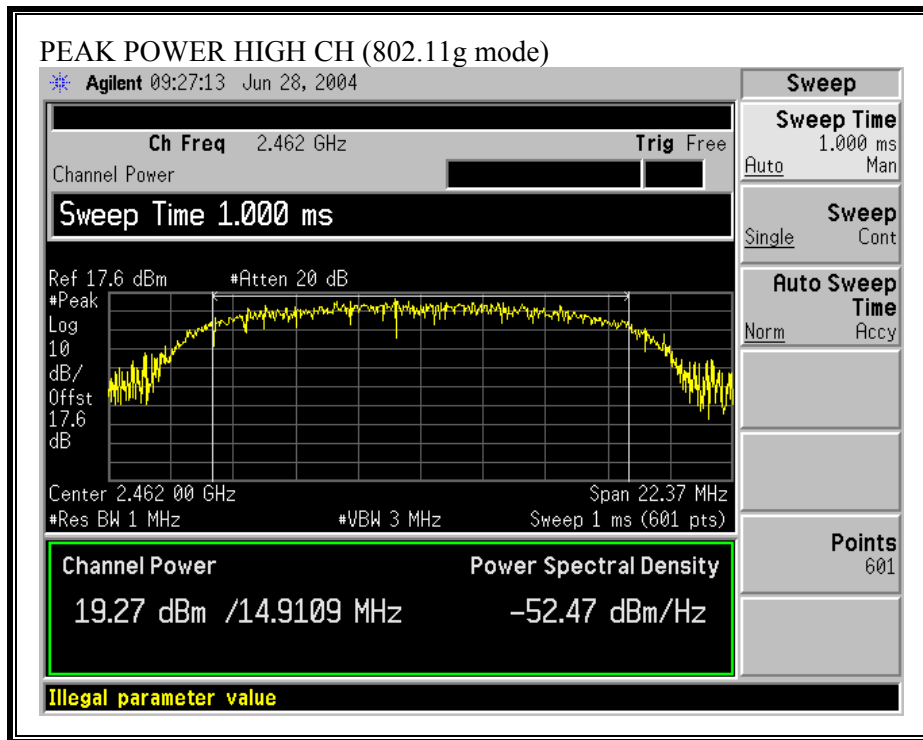 PEAK POWER HIGH CH (802.11g mode)
Agilent 09:27:13 Jun 28, 2004
Sweep
Ch Freq 2.462 GHz Trig Free
Channel Power
Sweep Time 1.000 ms
Ref 17.6 dBm #Atten 20 dB
#Peak
Log
10
dB/
Offst
17.6
dB
Center 2.462 00 GHz Span 22.37 MHz
#Res BW 1 MHz #VBW 3 MHz Sweep 1 ms (601 pts)
Channel Power Power Spectral Density
19.27 dBm /14.9109 MHz -52.47 dBm/Hz
Illegal parameter value
Sweep Time
1.000 ms
Auto Man
Sweep
Single Cont
Auto Sweep
Time
Norm Accy
Points
601